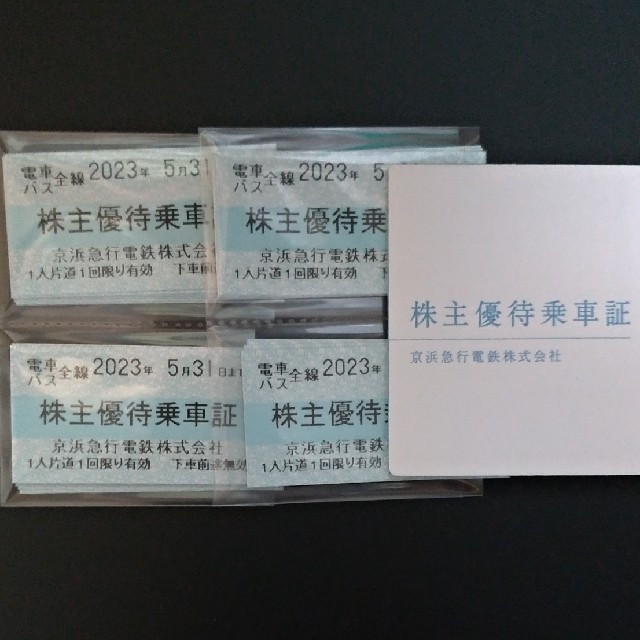 電車
バス全線 2023年 5月31
株主優待乗車
京浜急行電鉄株式会
1人片道1回限り有効 下車前
電車
バス全線 2023年 5
株主優待乗
京浜急行電鉄株式
1人片道1回限り有効 下
電車
バス全線 2023年 5月31日
株主優待乗車証
京浜急行電鉄株式会社
1人片道1回限り有効 下車前途無効
電車
バス全線 2023年
株主優待
京浜急行電鉄
1人片道1回限り有
株主優待乗車証
京浜急行電鉄株式会社